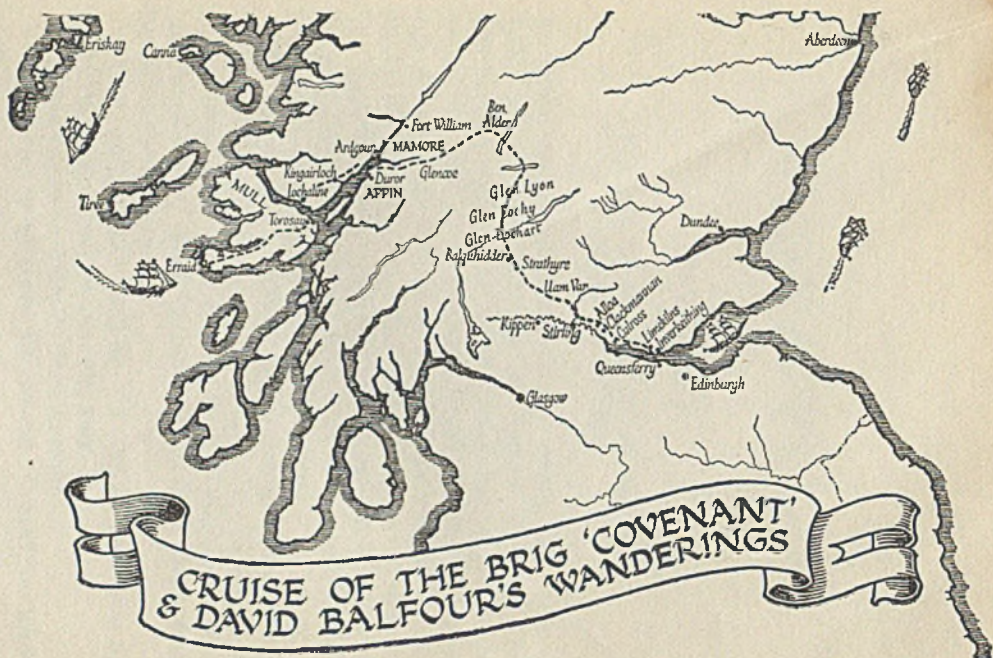 Eriskay
Canna
Aberdeen
Ben
Alder
Fort William
Ardgour
MAMORE
Kingairloch
Duror
Glencoe
Lochaline
APPIN
MULL
Tiree
Torosay
Erraid
Glen Lyon
Glen Lochy
Glen Dochart
Balquhidder
Strathyre
Uam Var
Dundee
Kippen
Stirling
Alloa
Clackmannan
Culross
Limekilns
Inverkeithing
Queensferry
Edinburgh
Glasgow
CRUISE OF THE BRIG 'COVENANT'
& DAVID BALFOUR'S WANDERINGS